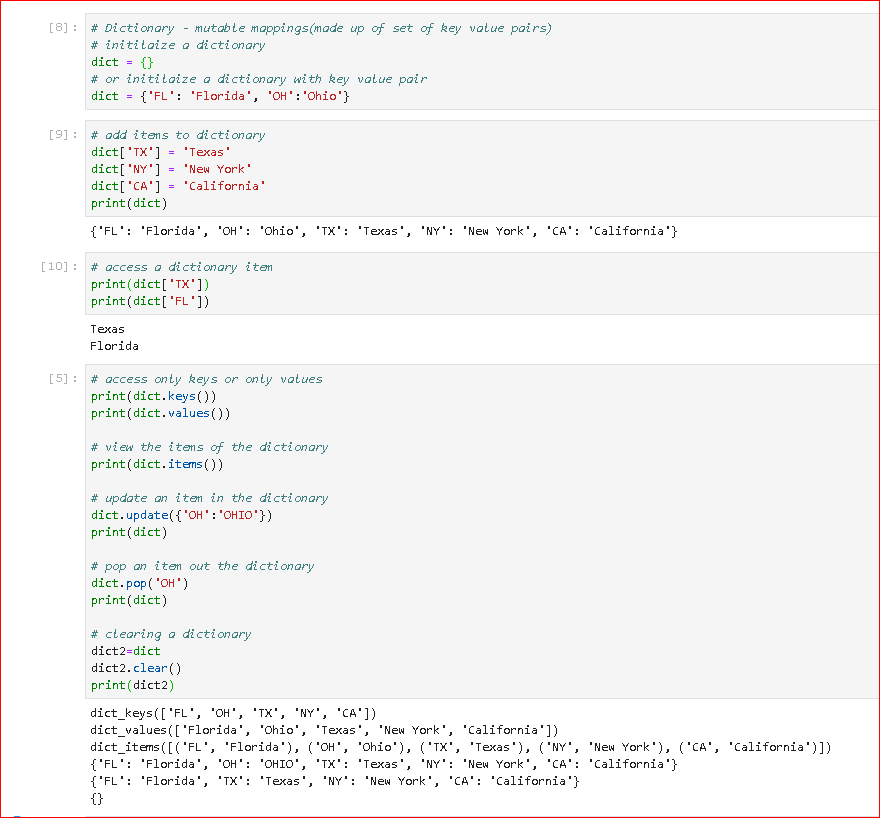 [8]: # Dictionary - mutable mappings(made up of set of key value pairs)
# initilaize a dictionary
dict = {}
# or initilaize a dictionary with key value pair
dict = {'FL': 'Florida', 'OH':'Ohio'}
[9]: # add items to dictionary
dict['TX'] = 'Texas'
dict['NY'] = 'New York'
dict['CA'] = 'California'
print(dict)
{'FL': 'Florida', 'OH': 'Ohio', 'TX': 'Texas', 'NY': 'New York', 'CA': 'California'}
[10]: # access a dictionary item
print(dict['TX'])
print(dict['FL'])
Texas
Florida
[5]: # access only keys or only values
print(dict.keys())
print(dict.values())
# view the items of the dictionary
print(dict.items())
# update an item in the dictionary
dict.update({'OH':'OHIO'})
print(dict)
# pop an item out the dictionary
dict.pop('OH')
print(dict)
# clearing a dictionary
dict2=dict
dict2.clear()
print(dict2)
dict_keys(['FL', 'OH', 'TX', 'NY', 'CA'])
dict_values(['Florida', 'Ohio', 'Texas', 'New York', 'California'])
dict_items([('FL', 'Florida'), ('OH', 'Ohio'), ('TX', 'Texas'), ('NY', 'New York'), ('CA', 'California')])
{'FL': 'Florida', 'OH': 'OHIO', 'TX': 'Texas', 'NY': 'New York', 'CA': 'California'}
{'FL': 'Florida', 'TX': 'Texas', 'NY': 'New York', 'CA': 'California'}
{}